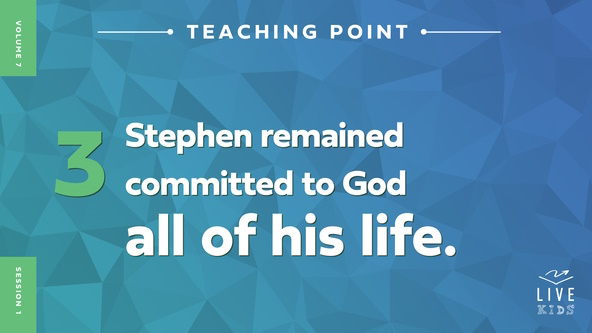 VOLUME 7
TEACHING POINT
3
Stephen remained
committed to God
all of his life.
SESSION 1
LIVE
KIDS